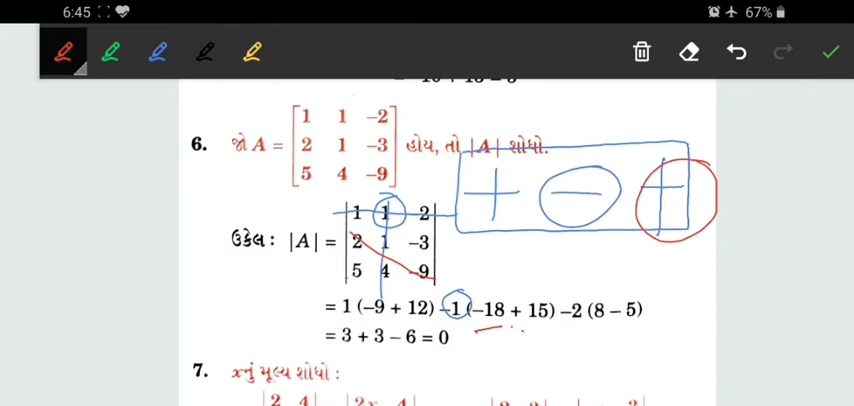 6:45 67%
6. જો A = [1 1 –2
2 1 –3
5 4 –9] હોય, તો |A| શોધો.
+ – +
ઉકેલ : |A| = |1 1 –2
2 1 –3
5 4 –9|
= 1 (–9 + 12) –1 (–18 + 15) –2 (8 – 5)
= 3 + 3 – 6 = 0
7. xનું મૂલ્ય શોધો :